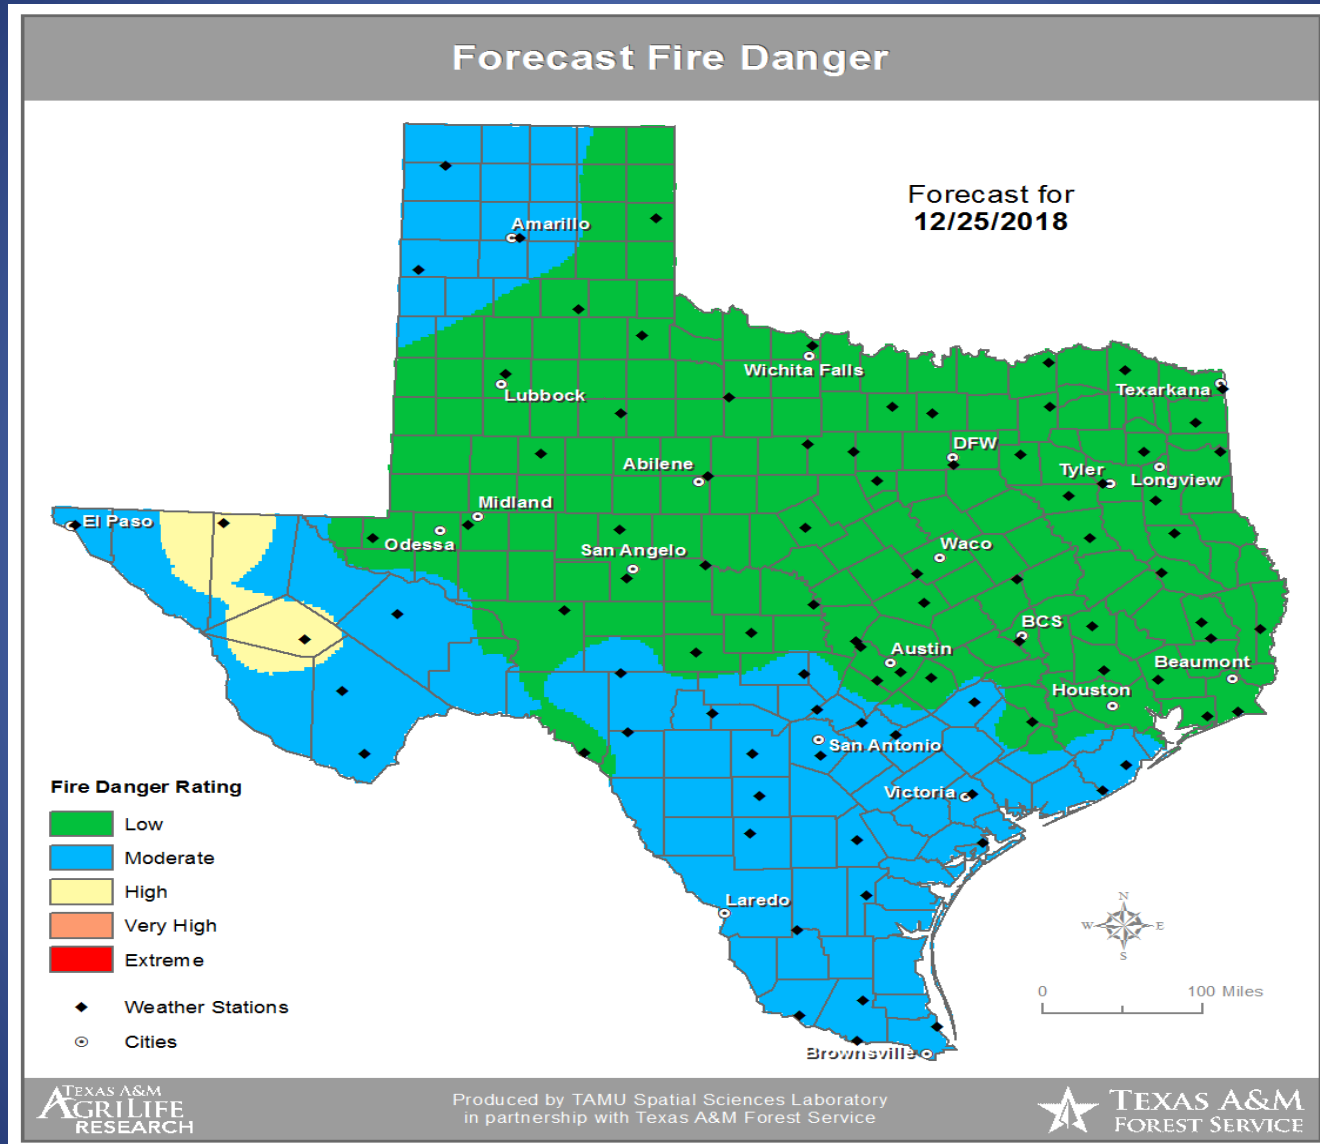 Forecast Fire Danger
Forecast for
12/25/2018
Amarillo
Wichita Falls
Lubbock
Texarkana
DFW
Abilene
Tyler
Longview
Midland
El Paso
Odessa
San Angelo
Waco
BCS
Austin
Beaumont
Houston
San Antonio
Victoria
Laredo
Brownsville
Fire Danger Rating
Low
Moderate
High
Very High
Extreme
Weather Stations
Cities
N
W E
S
0 100 Miles
TEXAS A&M
AGRILIFE
RESEARCH
Produced by TAMU Spatial Sciences Laboratory
in partnership with Texas A&M Forest Service
TEXAS A&M
FOREST SERVICE